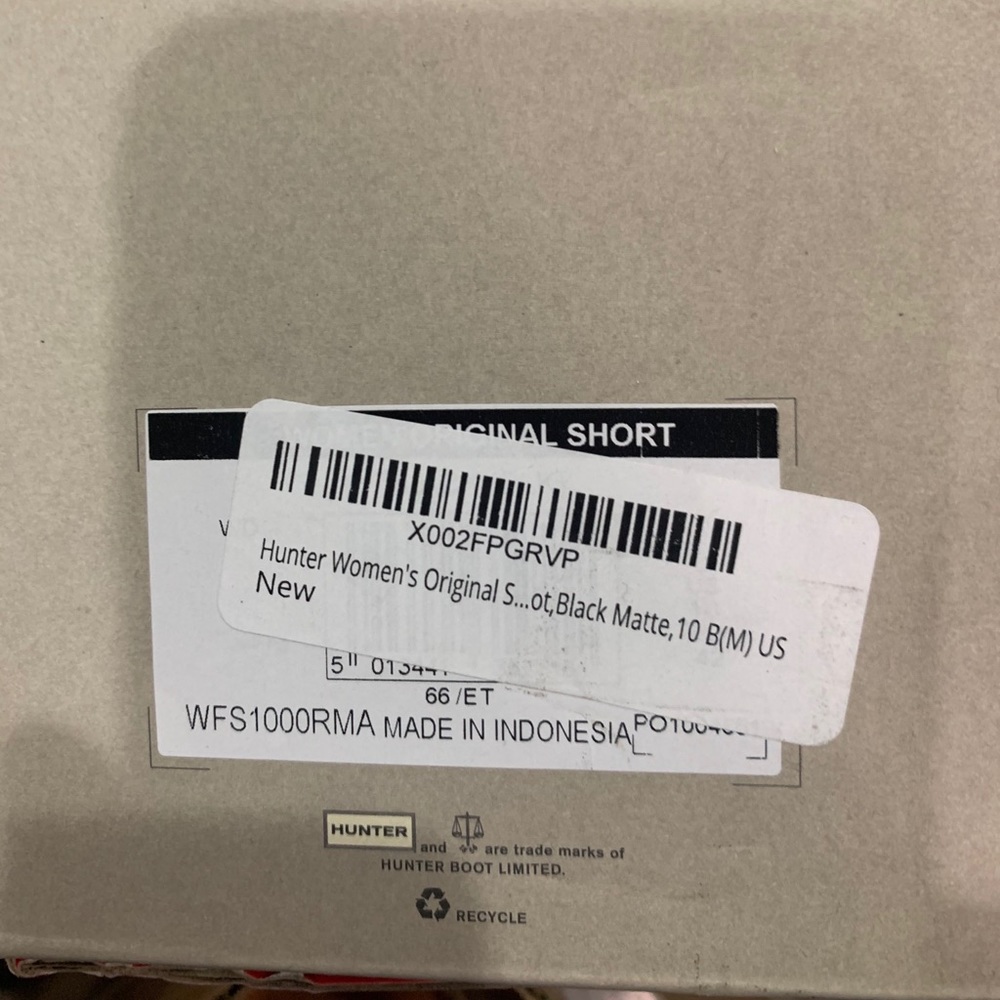 ORIGINAL SHORT
X002FPGRVP
Hunter Women's Original S...ot,Black Matte,10 B(M) US
New
66 /ET
WFS1000RMA MADE IN INDONESIA
HUNTER and are trade marks of
HUNTER BOOT LIMITED.
RECYCLE